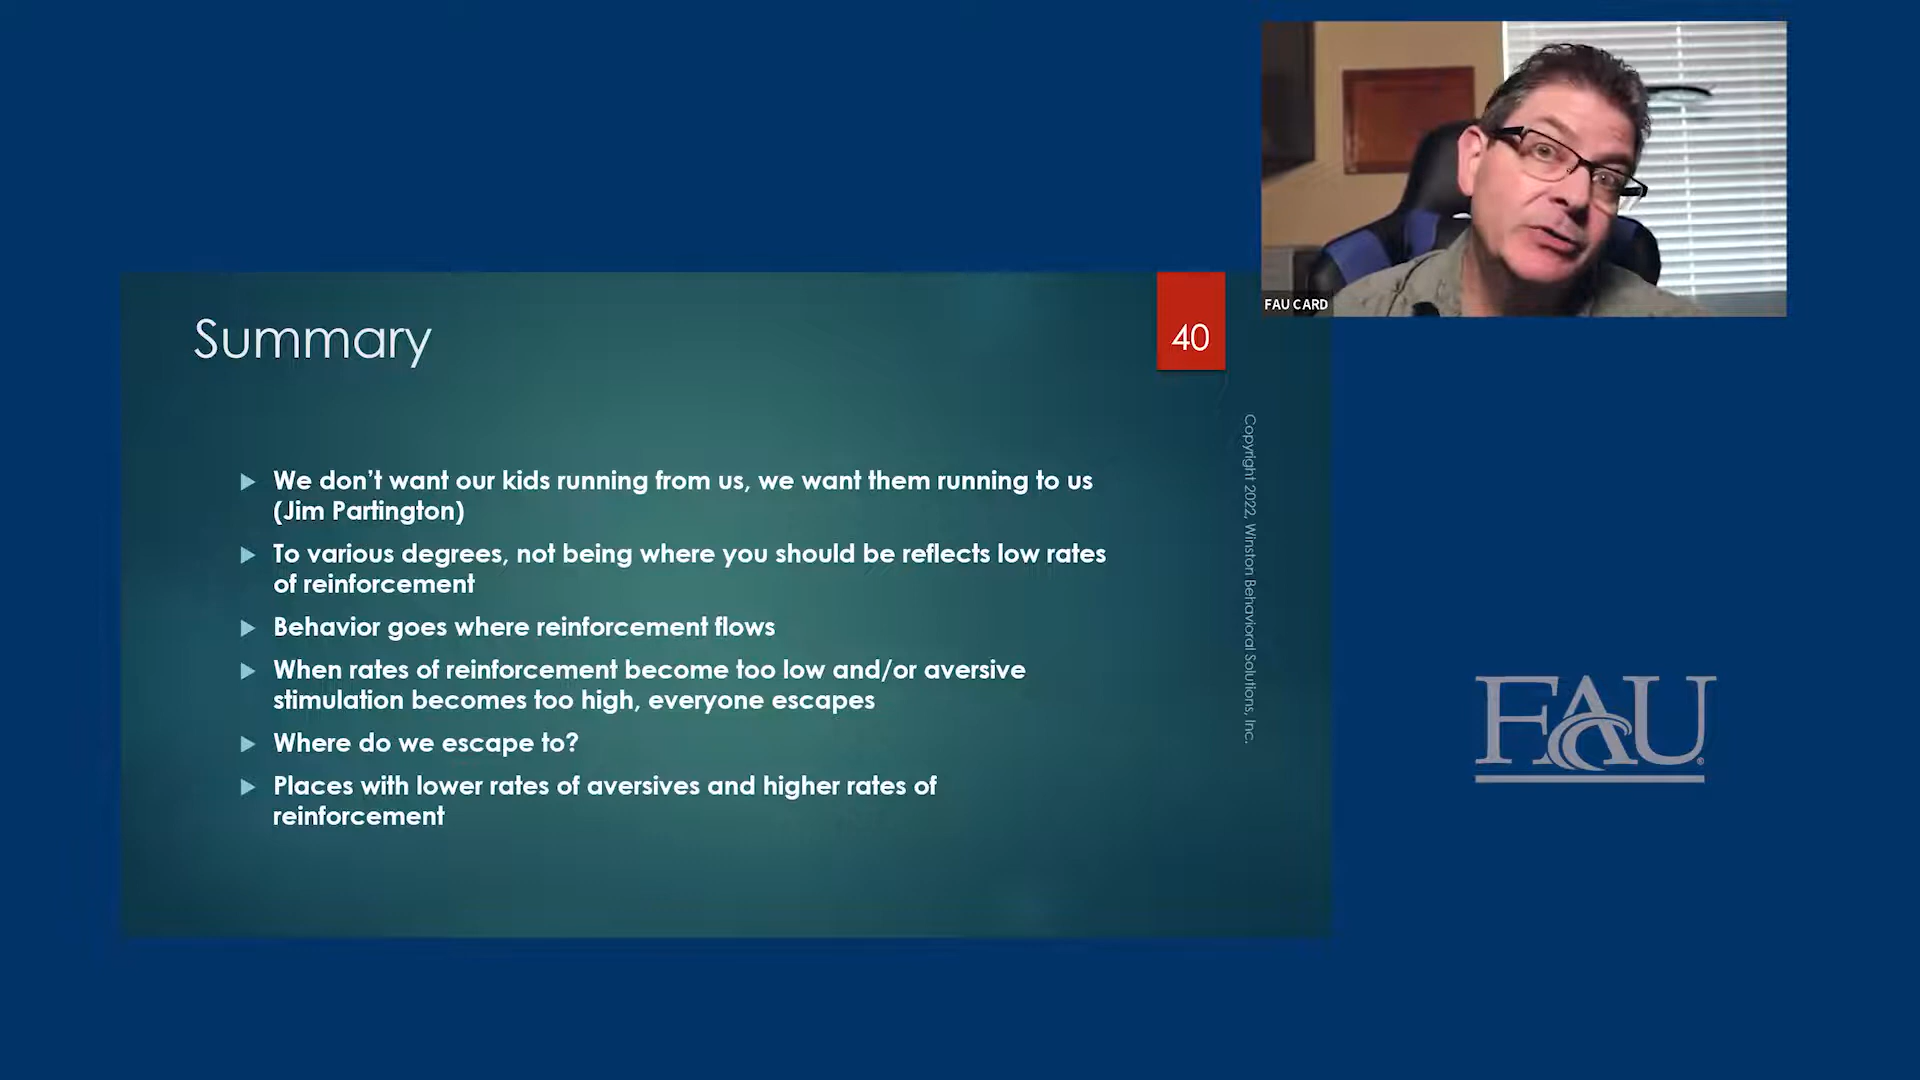 FAU CARD
Summary
40
We don’t want our kids running from us, we want them running to us
(Jim Partington)
To various degrees, not being where you should be reflects low rates
of reinforcement
Behavior goes where reinforcement flows
When rates of reinforcement become too low and/or aversive
stimulation becomes too high, everyone escapes
Where do we escape to?
Places with lower rates of aversives and higher rates of
reinforcement
Copyright 2022, Winston Behavioral Solutions, Inc.
FAU